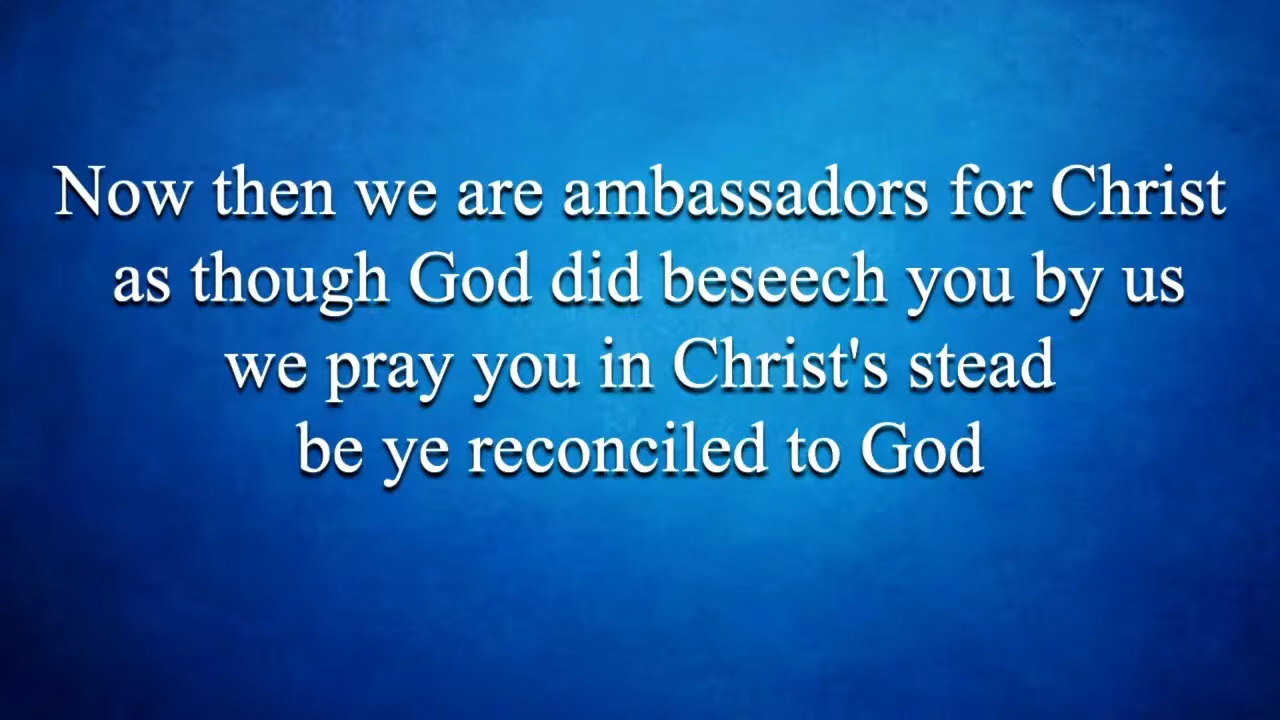 Now then we are ambassadors for Christ
as though God did beseech you by us
we pray you in Christ's stead
be ye reconciled to God